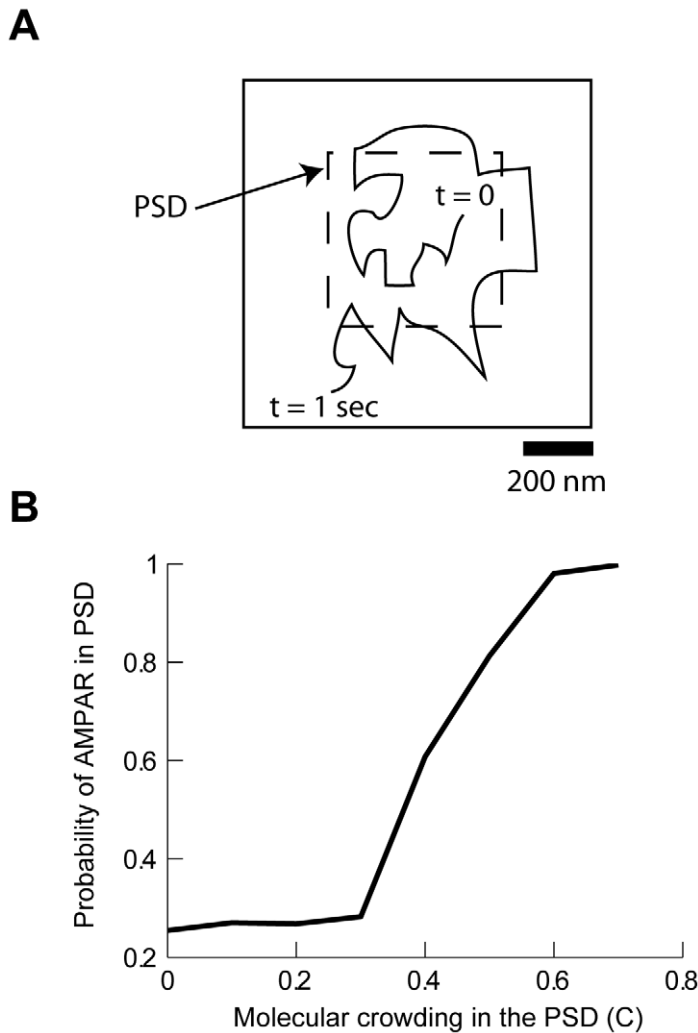 A
PSD
t = 0
t = 1 sec
200 nm
B
Probability of AMPAR in PSD
1
0.8
0.6
0.4
0.2
0
0.2
0.4
0.6
0.8
Molecular crowding in the PSD (C)